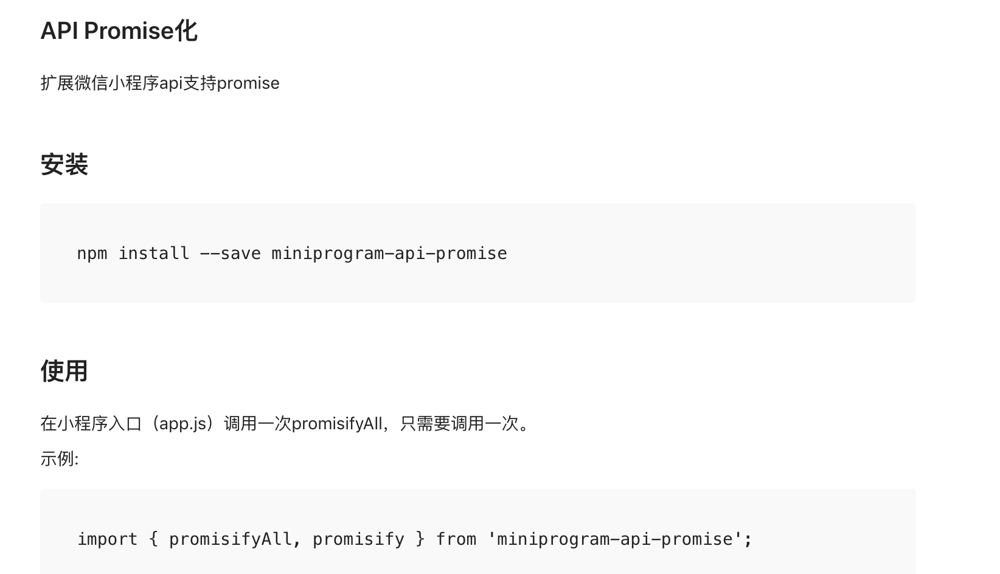 API Promise化
扩展微信小程序api支持promise
安装
npm install --save miniprogram-api-promise
使用
在小程序入口（app.js）调用一次promisifyAll，只需要调用一次。
示例:
import { promisifyAll, promisify } from 'miniprogram-api-promise';